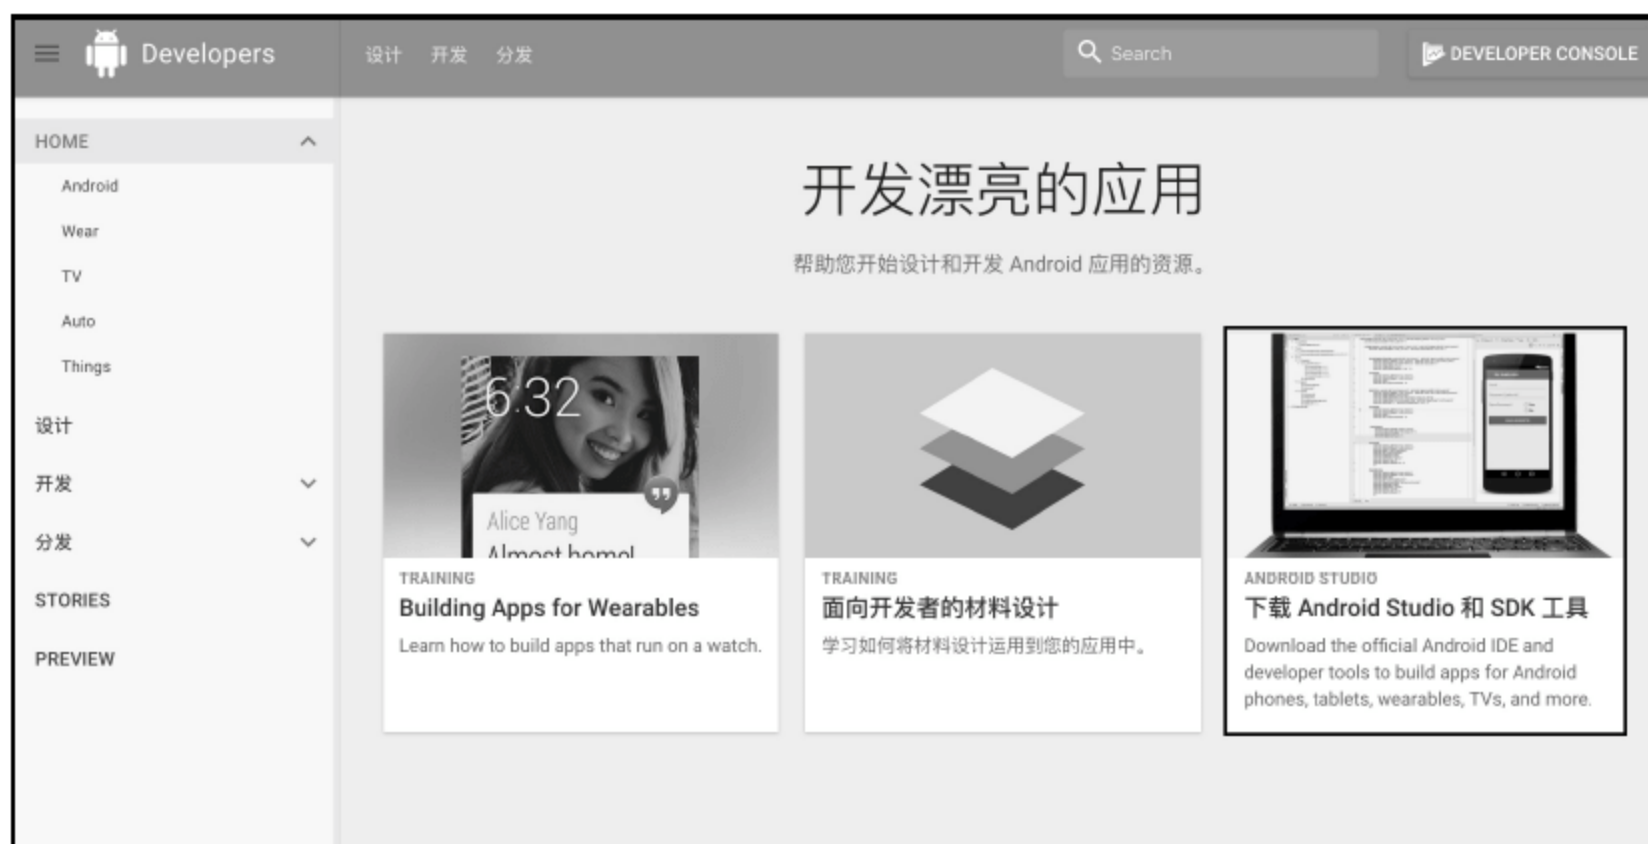 Developers
设计 开发 分发
Search
DEVELOPER CONSOLE
HOME
Android
Wear
TV
Auto
Things
设计
开发
分发
STORIES
PREVIEW
开发漂亮的应用
帮助您开始设计和开发 Android 应用的资源。
6:32
Alice Yang
Almost home!
TRAINING
Building Apps for Wearables
Learn how to build apps that run on a watch.
TRAINING
面向开发者的材料设计
学习如何将材料设计运用到您的应用中。
ANDROID STUDIO
下载 Android Studio 和 SDK 工具
Download the official Android IDE and
developer tools to build apps for Android
phones, tablets, wearables, TVs, and more.